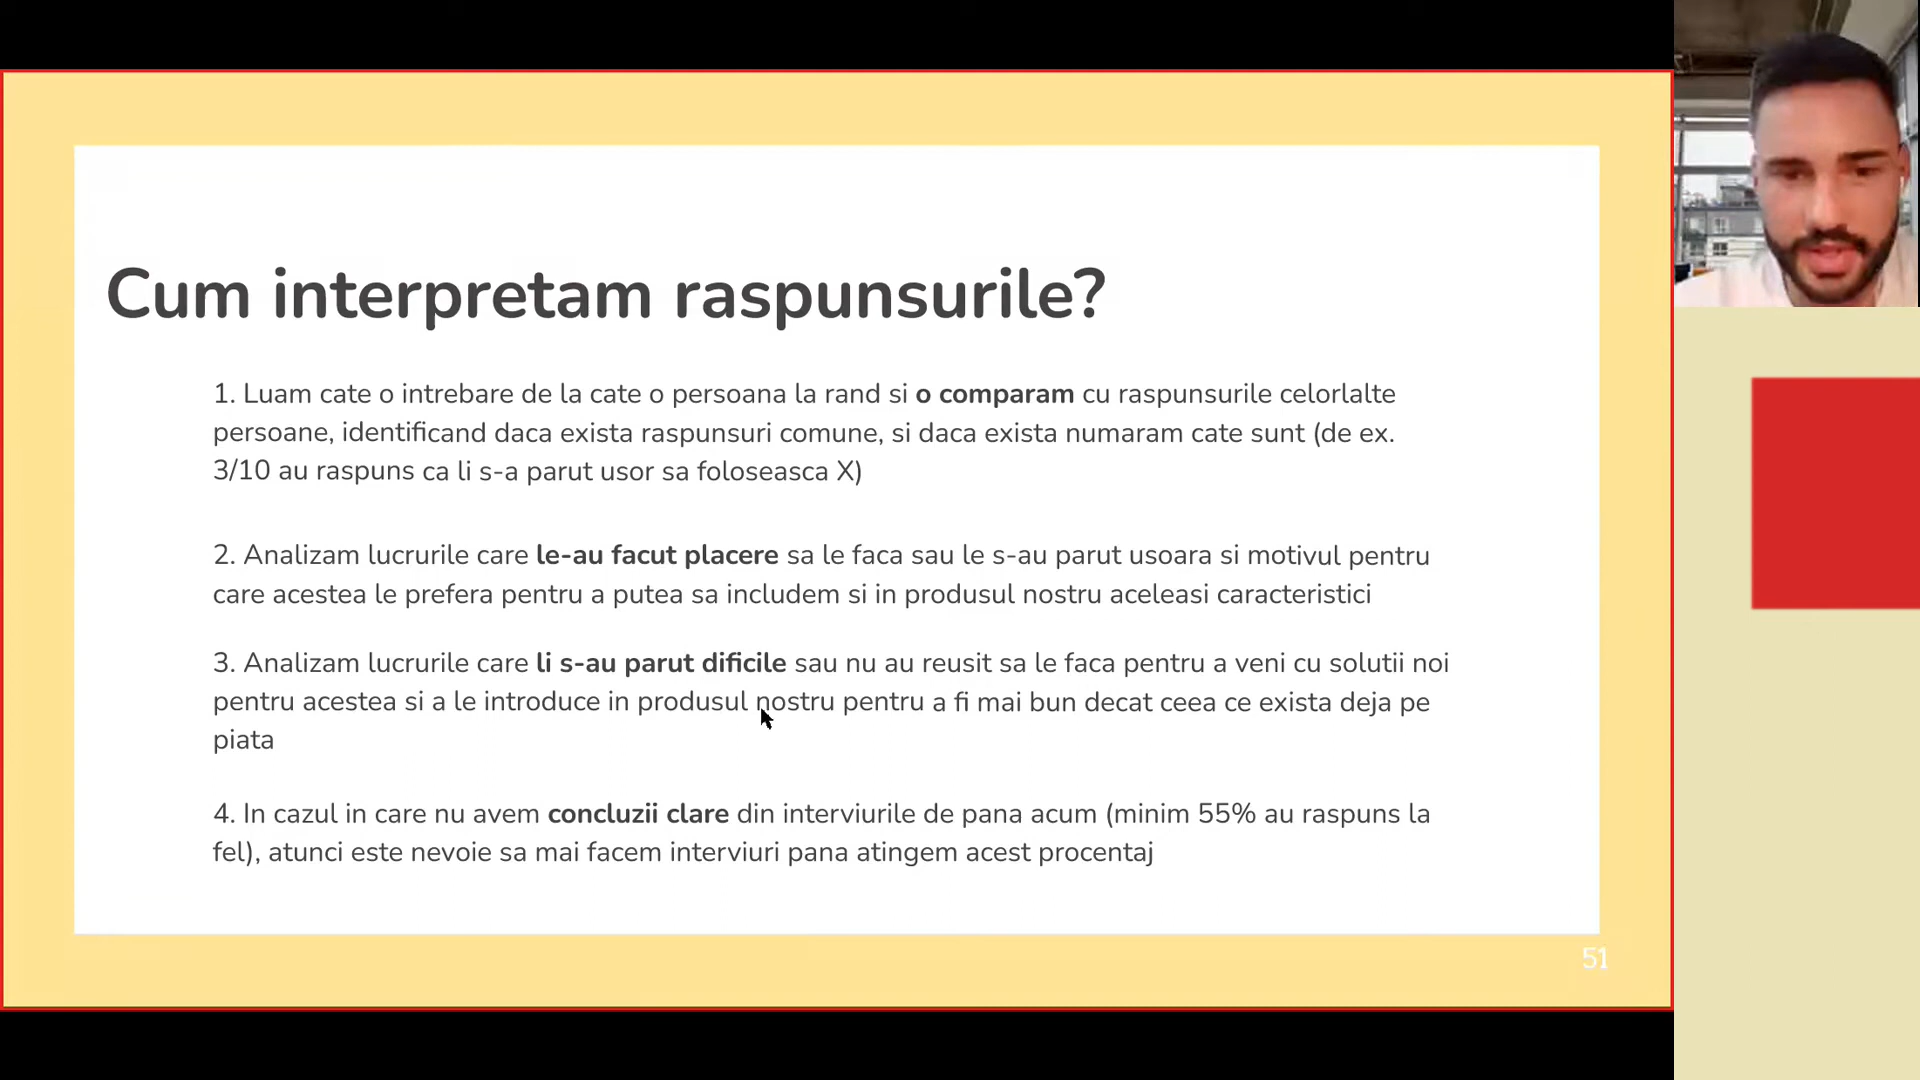 Cum interpretam raspunsurile?
1. Luam cate o intrebare de la cate o persoana la rand si o comparam cu raspunsurile celorlalte
persoane, identificand daca exista raspunsuri comune, si daca exista numaram cate sunt (de ex.
3/10 au raspuns ca li s-a parut usor sa foloseasca X)
2. Analizam lucrurile care le-au facut placere sa le faca sau le s-au parut usoara si motivul pentru
care acestea le prefera pentru a putea sa includem si in produsul nostru aceleasi caracteristici
3. Analizam lucrurile care li s-au parut dificile sau nu au reusit sa le faca pentru a veni cu solutii noi
pentru acestea si a le introduce in produsul nostru pentru a fi mai bun decat ceea ce exista deja pe
piata
4. In cazul in care nu avem concluzii clare din interviurile de pana acum (minim 55% au raspuns la
fel), atunci este nevoie sa mai facem interviuri pana atingem acest procentaj
51